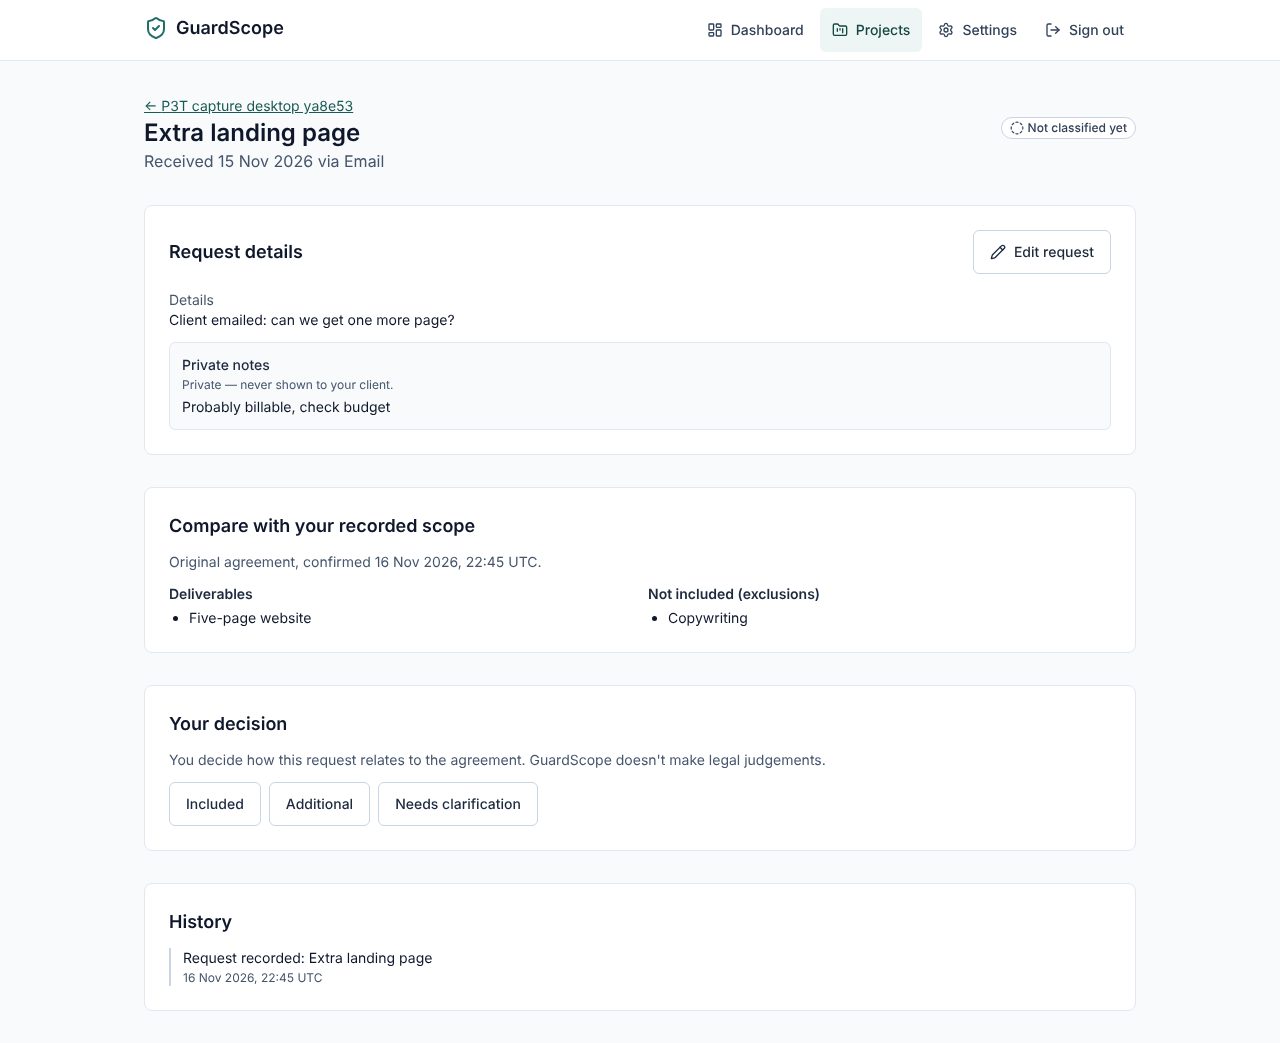 GuardScope
Dashboard
Projects
Settings
Sign out
← P3T capture desktop ya8e53
Extra landing page
Not classified yet
Received 15 Nov 2026 via Email
Request details
Edit request
Details
Client emailed: can we get one more page?
Private notes
Private — never shown to your client.
Probably billable, check budget
Compare with your recorded scope
Original agreement, confirmed 16 Nov 2026, 22:45 UTC.
Deliverables
• Five-page website
Not included (exclusions)
• Copywriting
Your decision
You decide how this request relates to the agreement. GuardScope doesn't make legal judgements.
Included
Additional
Needs clarification
History
Request recorded: Extra landing page
16 Nov 2026, 22:45 UTC